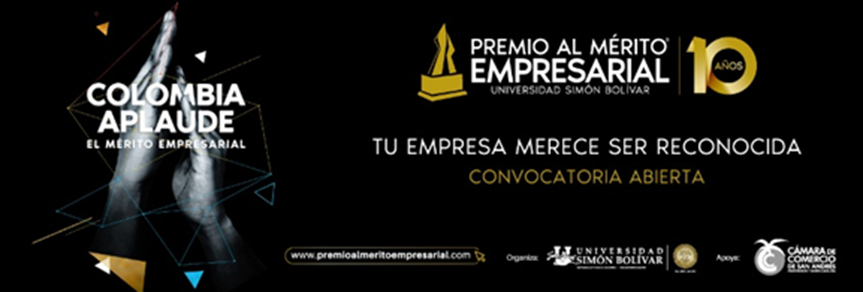 COLOMBIA
APLAUDE
EL MÉRITO EMPRESARIAL
PREMIO AL MÉRITO®
EMPRESARIAL
UNIVERSIDAD SIMÓN BOLÍVAR
10 AÑOS
TU EMPRESA MERECE SER RECONOCIDA
CONVOCATORIA ABIERTA
www.premioalmeritoempresarial.com
Organiza:
UNIVERSIDAD
SIMÓN BOLÍVAR
Apoya:
CÁMARA DE
COMERCIO
DE SAN ANDRÉS